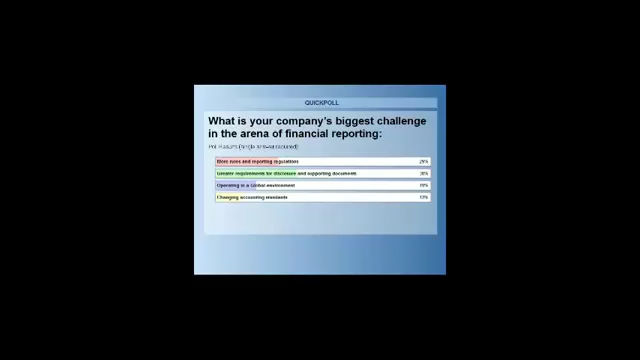 QUICKPOLL
What is your company's biggest challenge
in the arena of financial reporting:
More rules and reporting regulations
Greater requirements for disclosure and supporting documents
Operating in a Global environment
Changing accounting standards